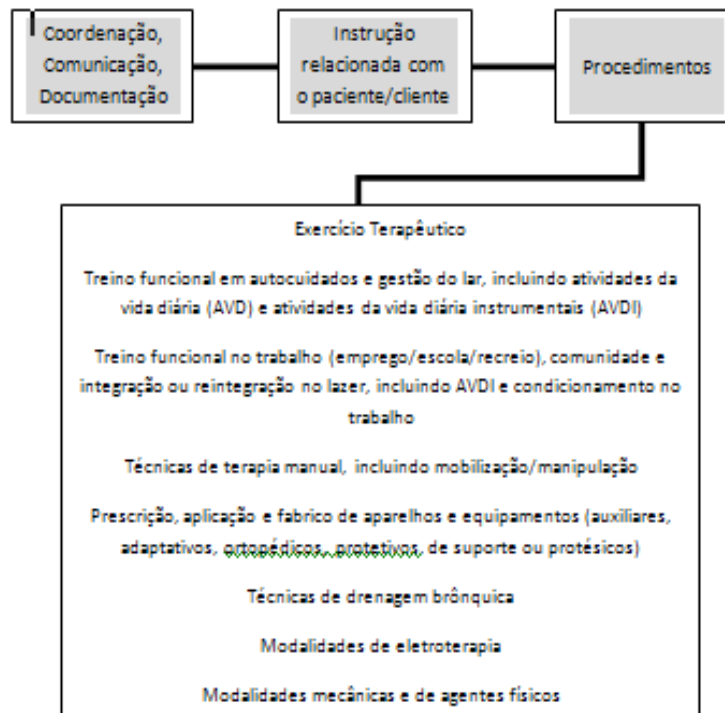 Coordenação,
Comunicação,
Documentação
Instrução
relacionada com
o paciente/cliente
Procedimentos
Exercício Terapêutico
Treino funcional em autocuidados e gestão do lar, incluindo atividades da
vida diária (AVD) e atividades da vida diária instrumentais (AVDI)
Treino funcional no trabalho (emprego/escola/recreio), comunidade e
integração ou reintegração no lazer, incluindo AVDI e condicionamento no
trabalho
Técnicas de terapia manual, incluindo mobilização/manipulação
Prescrição, aplicação e fabrico de aparelhos e equipamentos (auxiliares,
adaptativos, ortopédicos, protetivos, de suporte ou protésicos)
Técnicas de drenagem brônquica
Modalidades de eletroterapia
Modalidades mecânicas e de agentes físicos